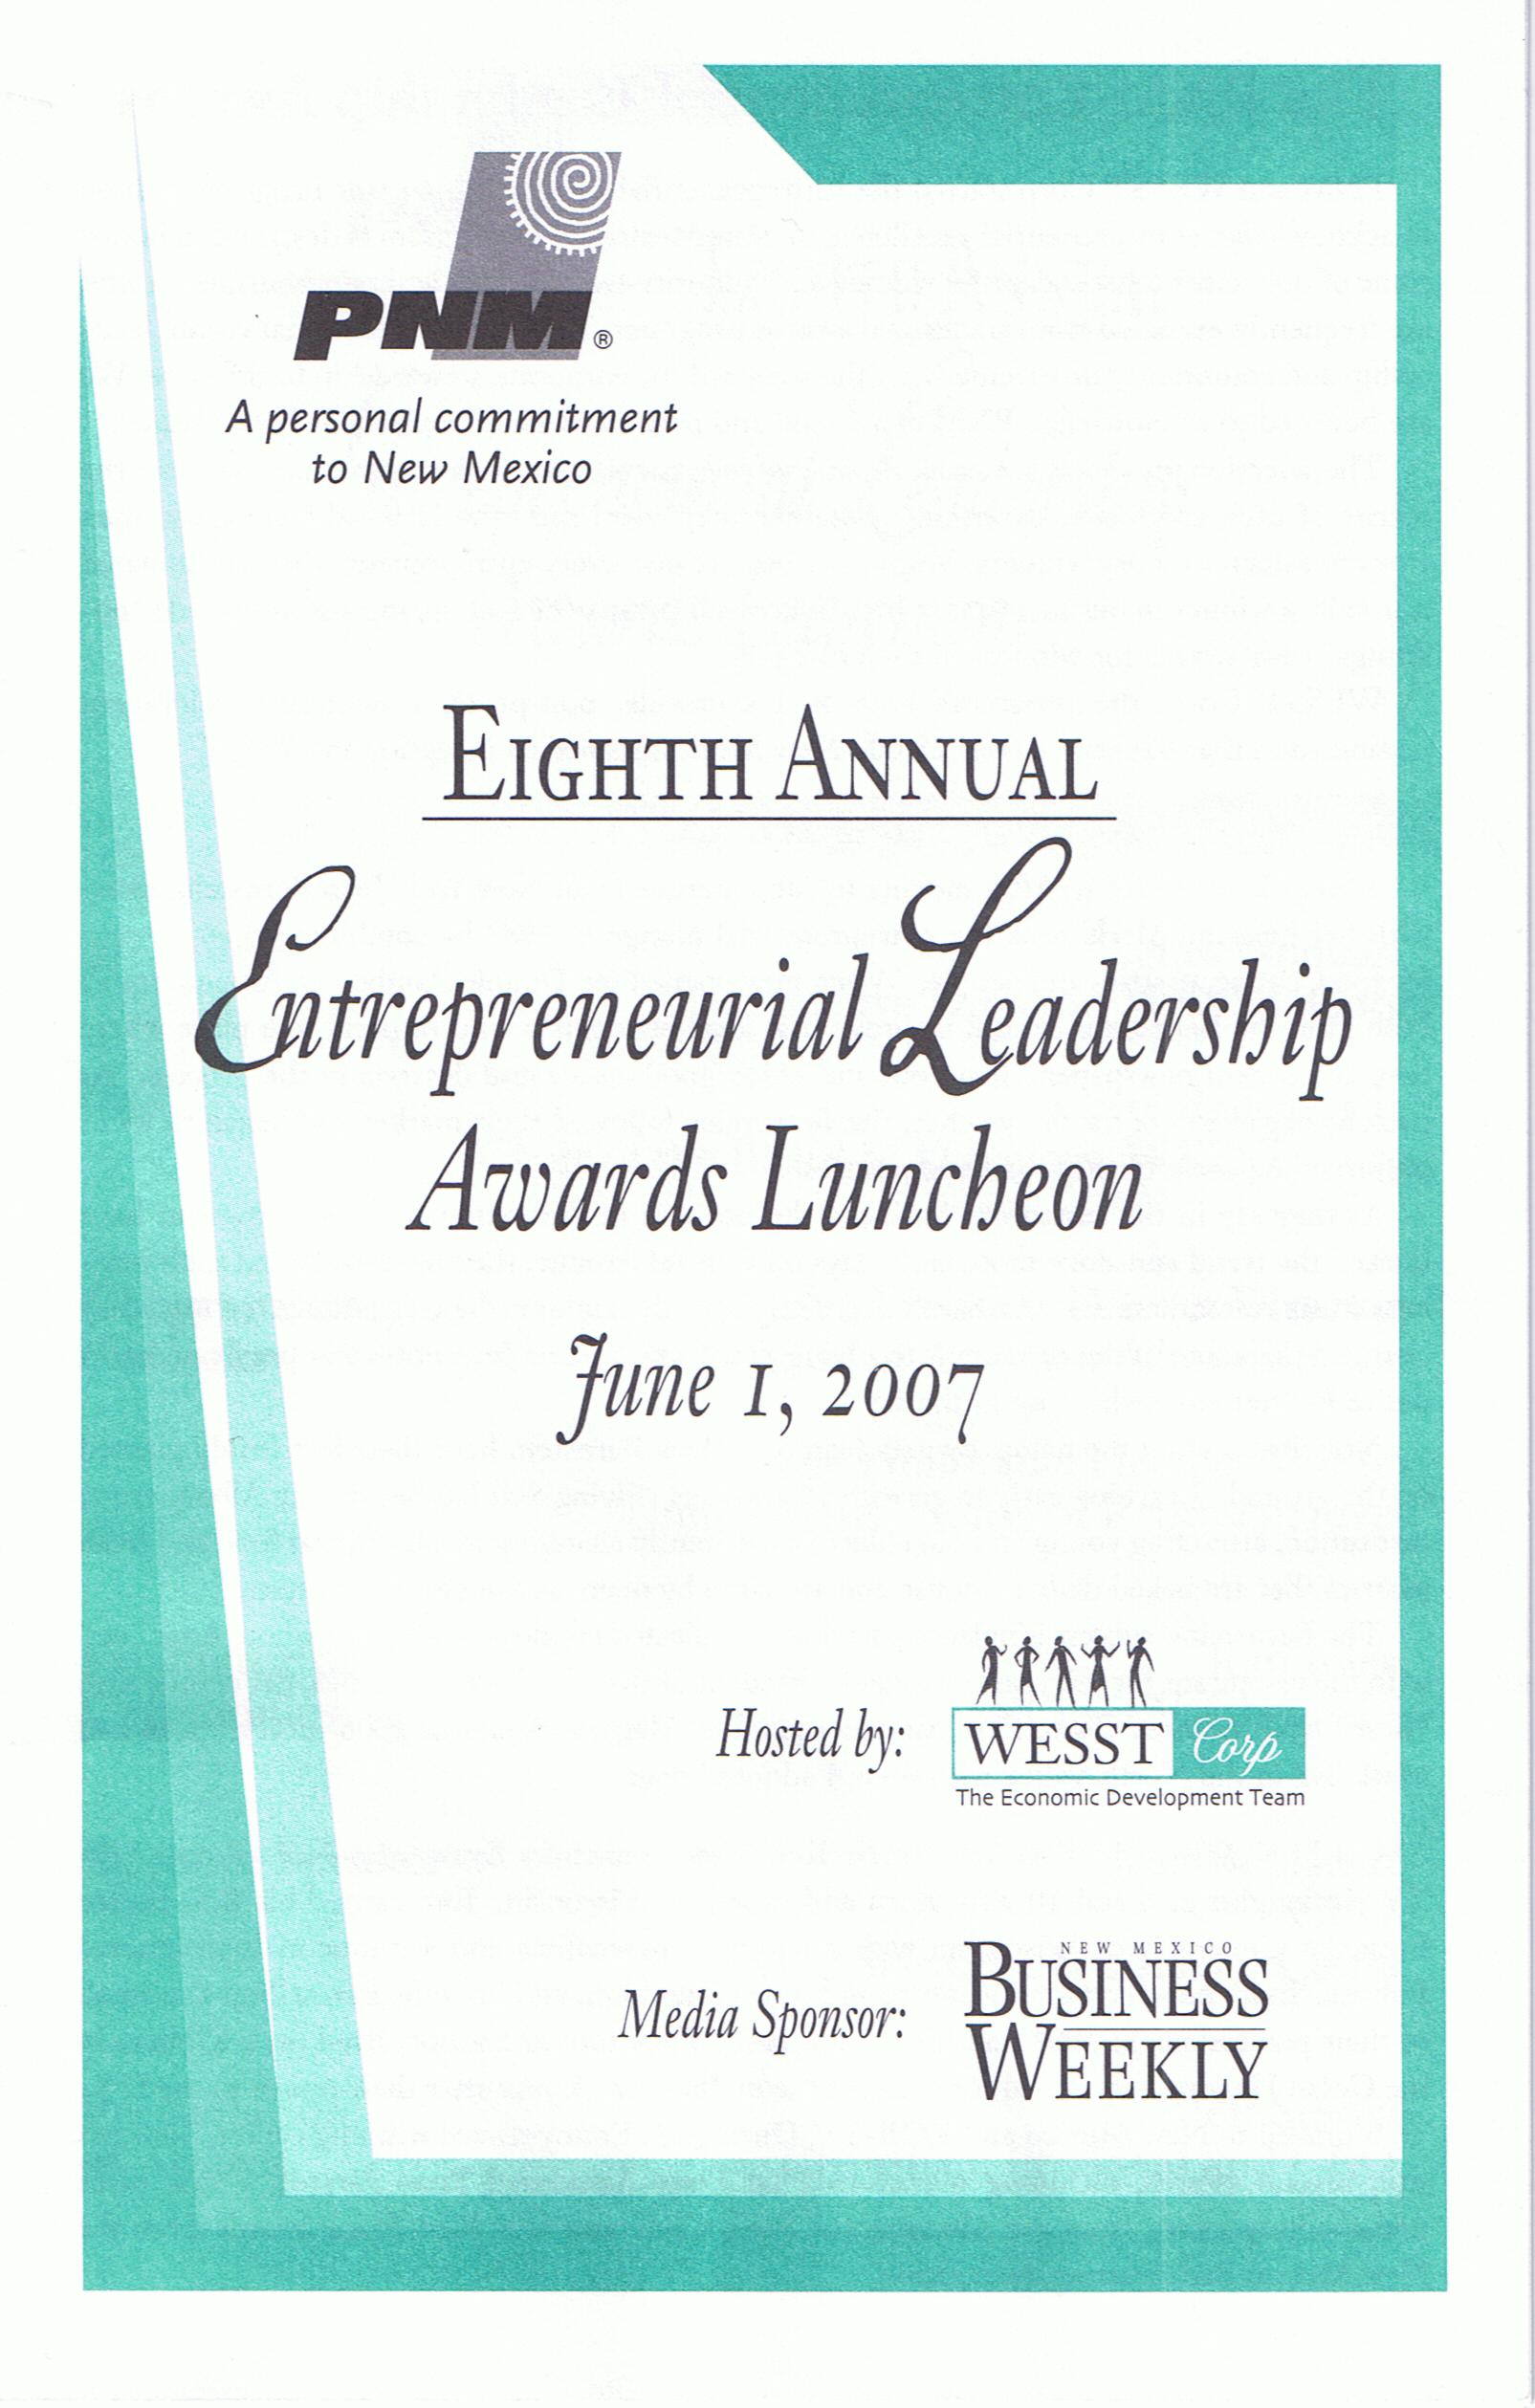 PNM®
A personal commitment
to New Mexico
EIGHTH ANNUAL
Entrepreneurial Leadership
Awards Luncheon
June 1, 2007
Hosted by:
WESST Corp
The Economic Development Team
Media Sponsor:
NEW MEXICO
BUSINESS
WEEKLY